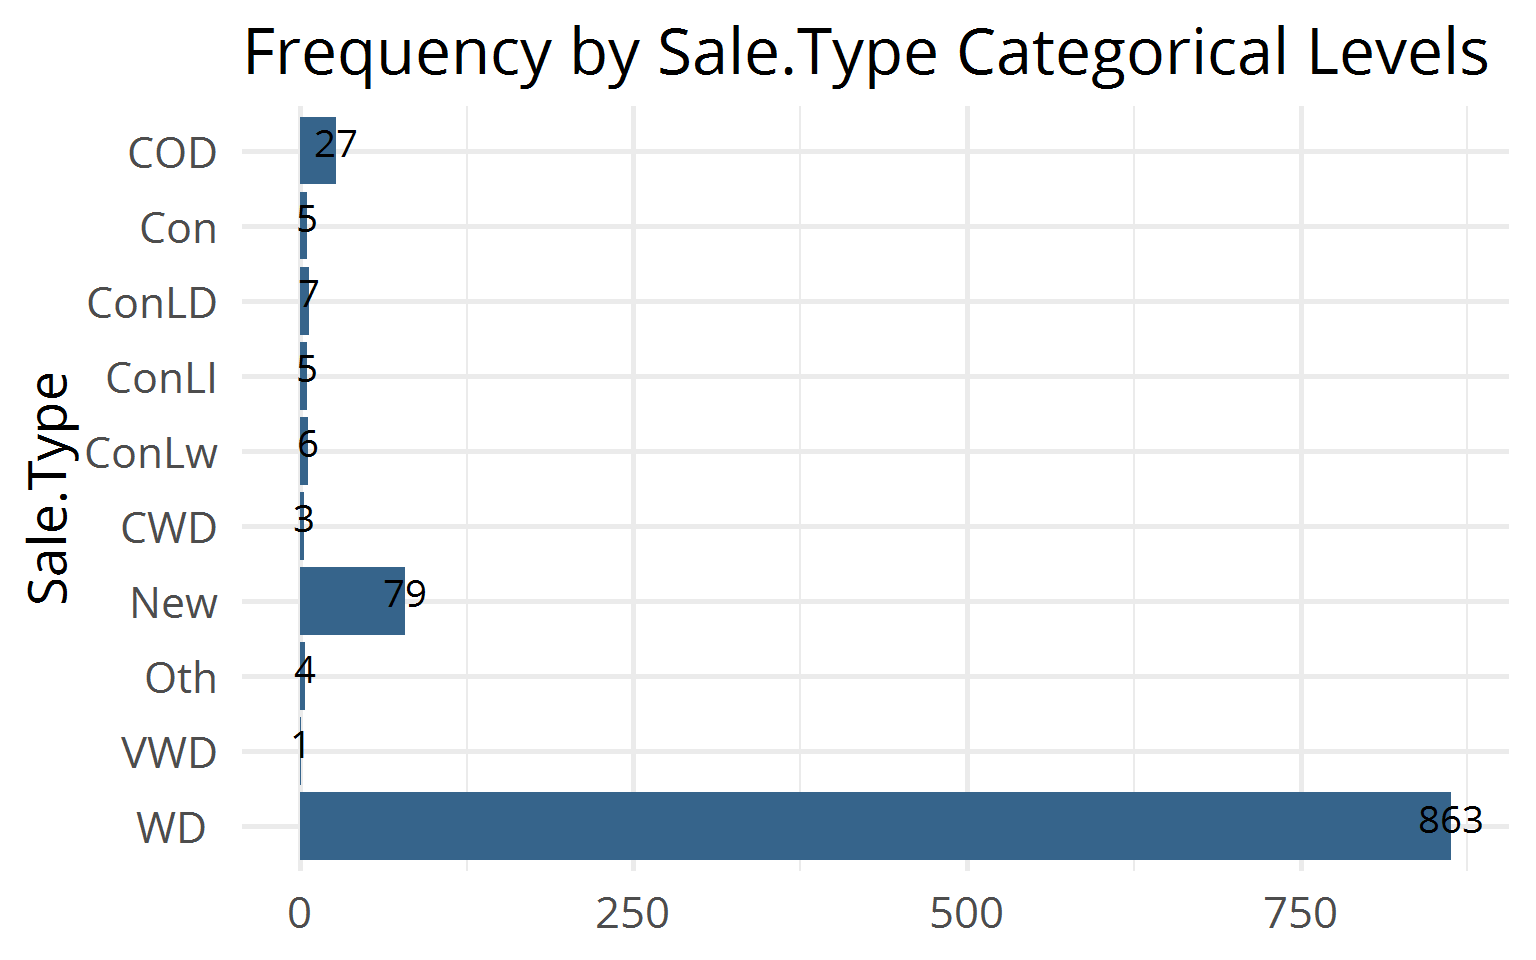 Frequency by Sale.Type Categorical Levels
Sale.Type
COD 27
Con 5
ConLD 7
ConLI 5
ConLw 6
CWD 3
New 79
Oth 4
VWD 1
WD 863
0 250 500 750